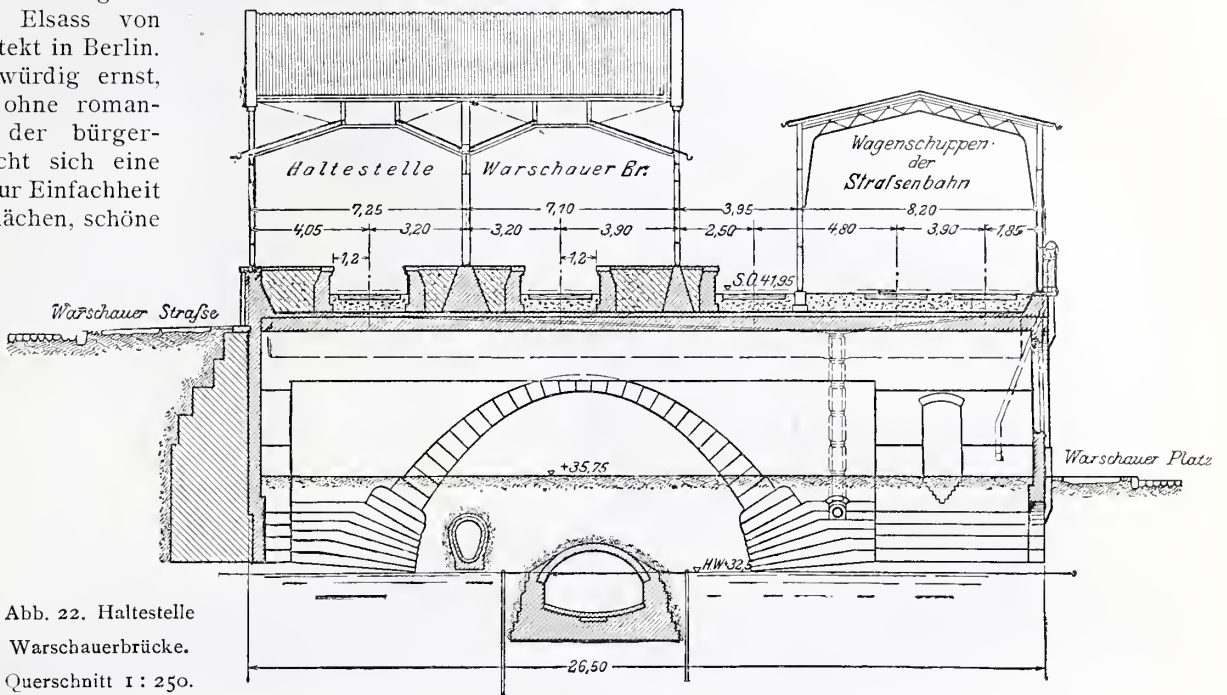 Elsass von
tekt in Berlin.
würdig ernst,
ohne roman-
der bürger-
cht sich eine
ur Einfachheit
lächen, schöne
Haltestelle Warschauer Br.
Wagenschuppen
der
Straſsenbahn
7,25 7,10 3,95 8,20
4,05 3,20 3,20 3,90 2,50 4,80 3,90 1,85
1,2 1,2
S.O. 41,95
Warschauer Straſse
+35,75
Warschauer Platz
HW+32,5
26,50
Abb. 22. Haltestelle
Warschauerbrücke.
Querschnitt 1 : 250.